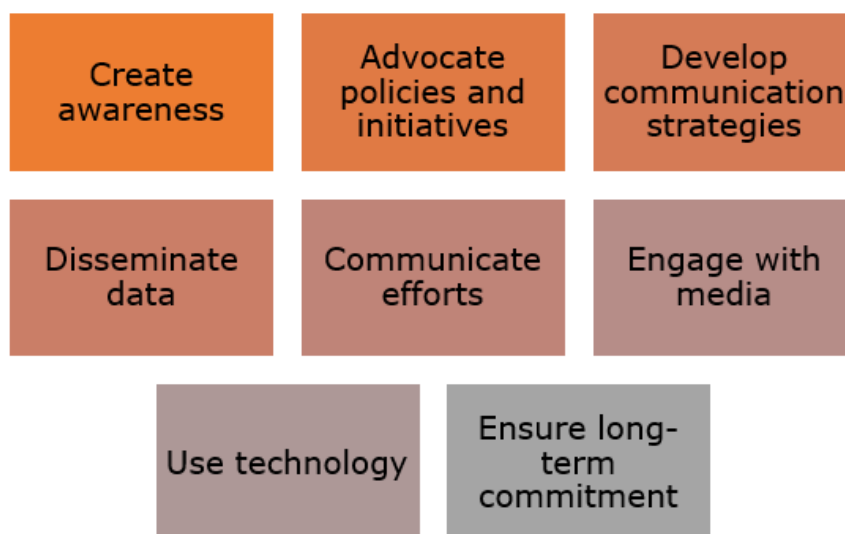 Create
awareness
Advocate
policies and
initiatives
Develop
communication
strategies
Disseminate
data
Communicate
efforts
Engage with
media
Use technology
Ensure long-
term
commitment